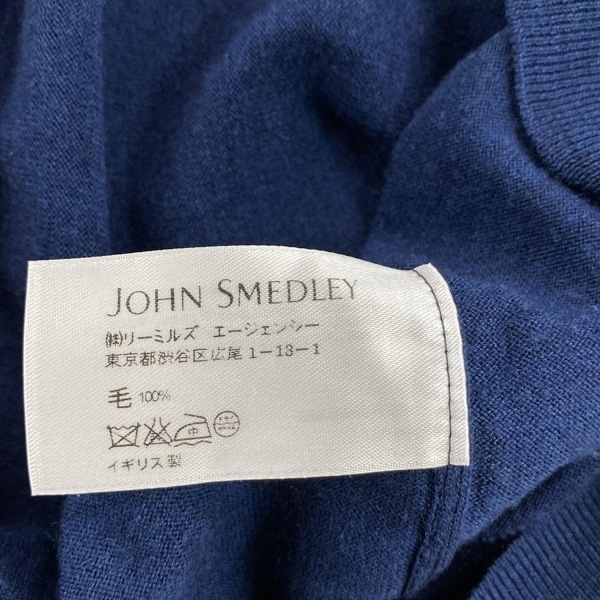 JOHN SMEDLEY
㈱リーミルズ エージェンシー
東京都渋谷区広尾1-13-1
毛 100%
イギリス製